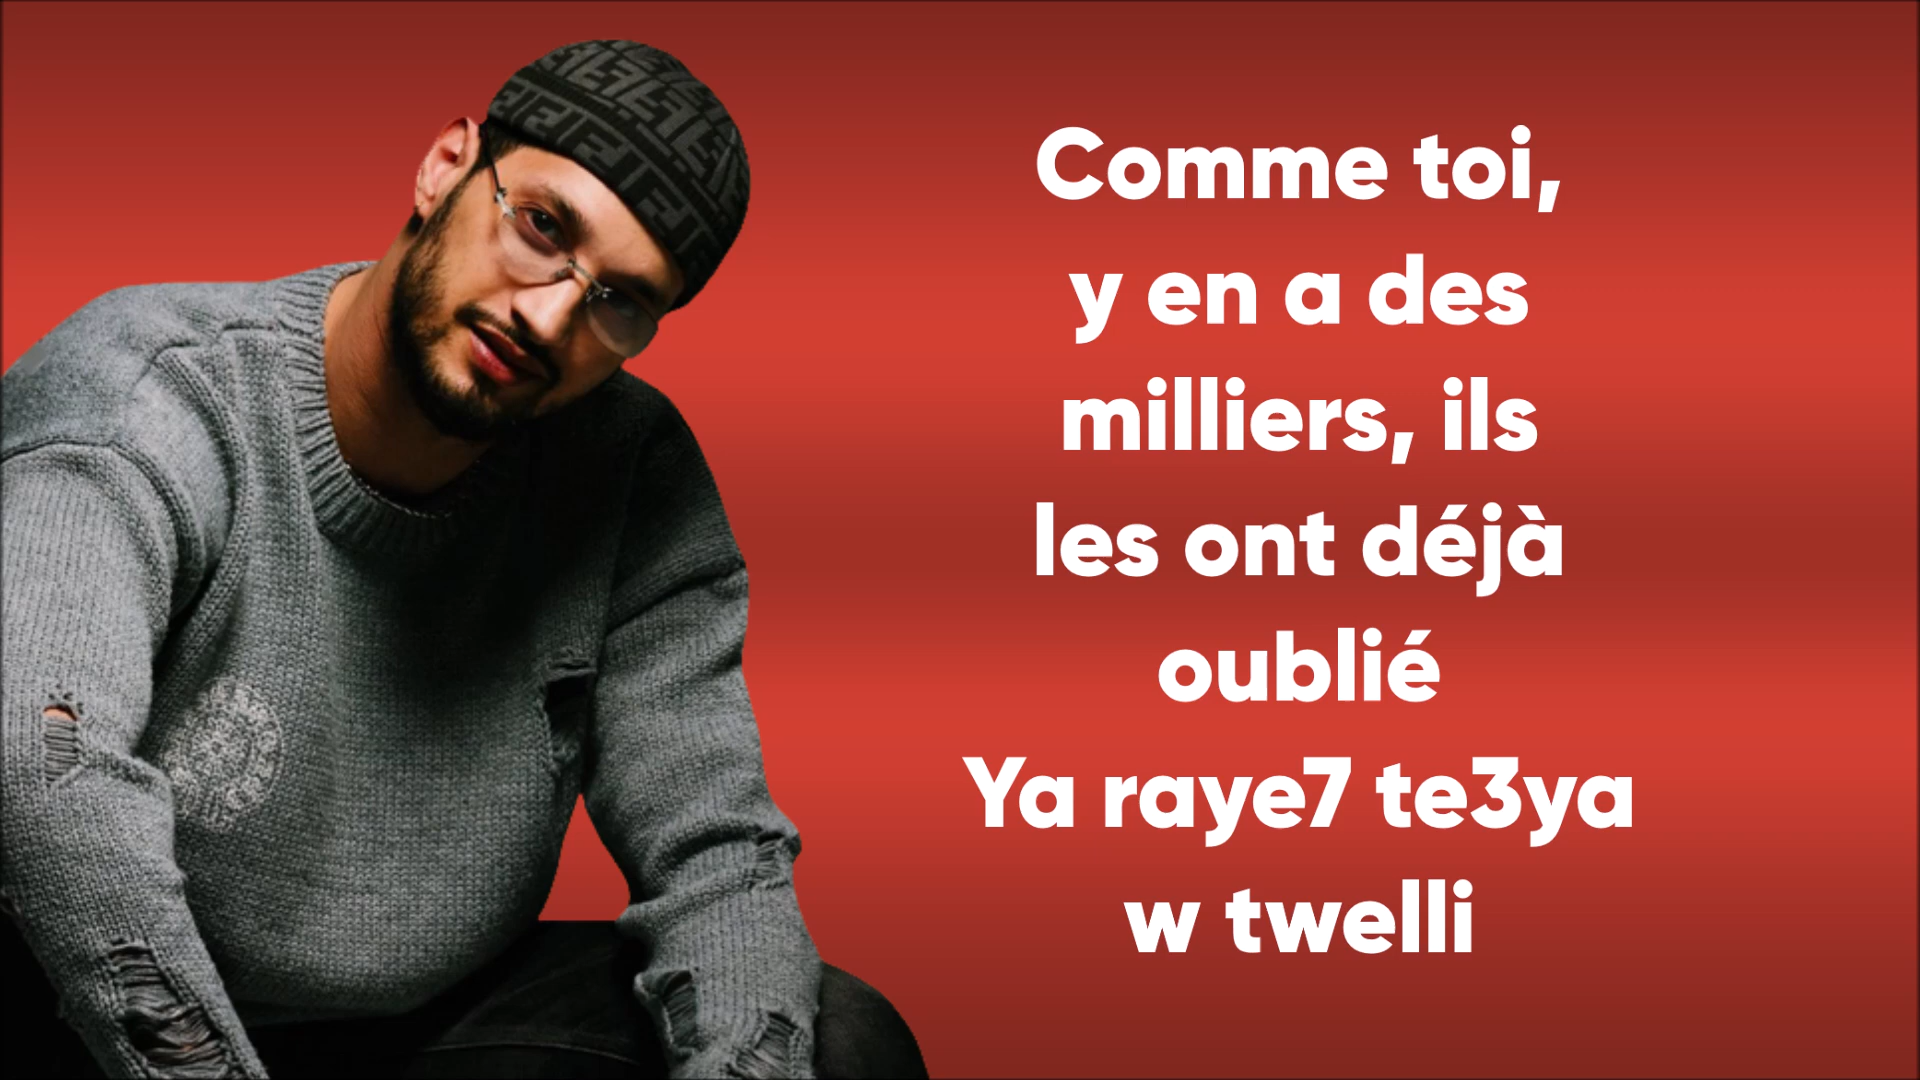 Comme toi,
y en a des
milliers, ils
les ont déjà
oublié
Ya raye7 te3ya
w twelli